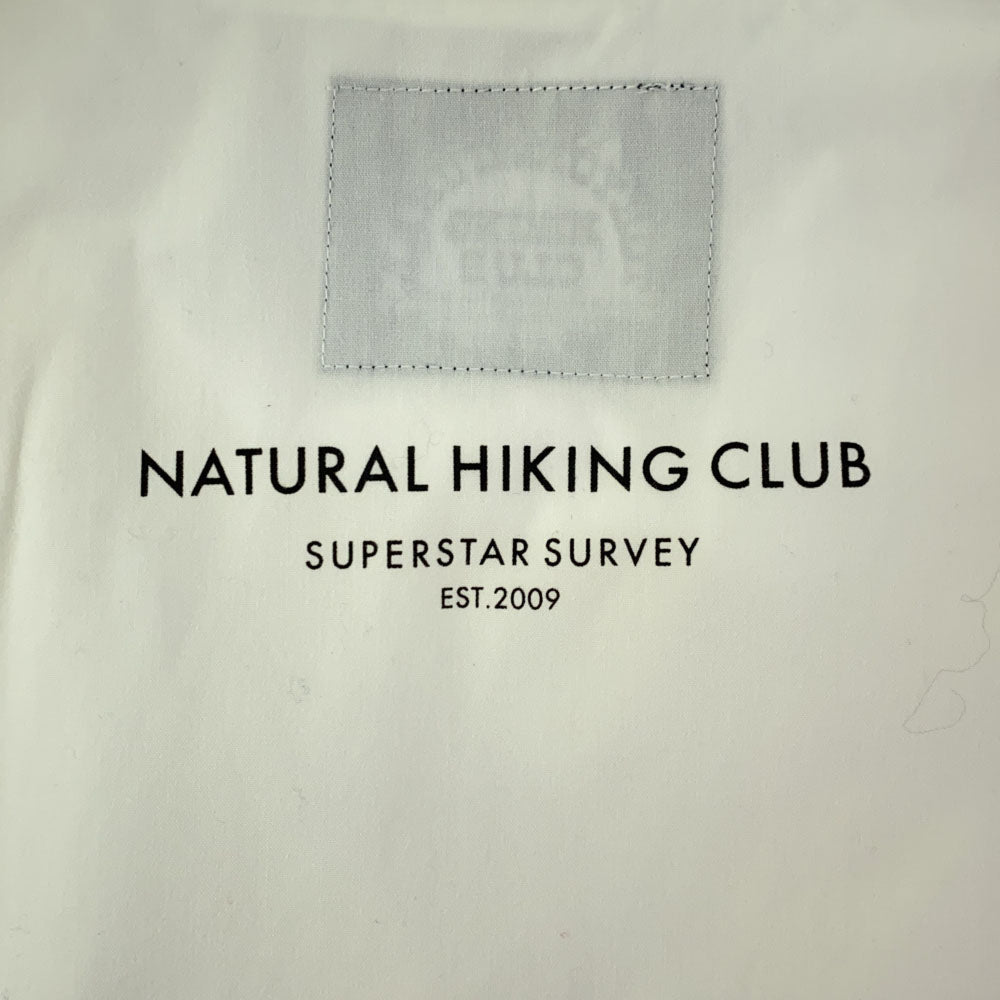 NATURAL HIKING CLUB
SUPERSTAR SURVEY
EST.2009